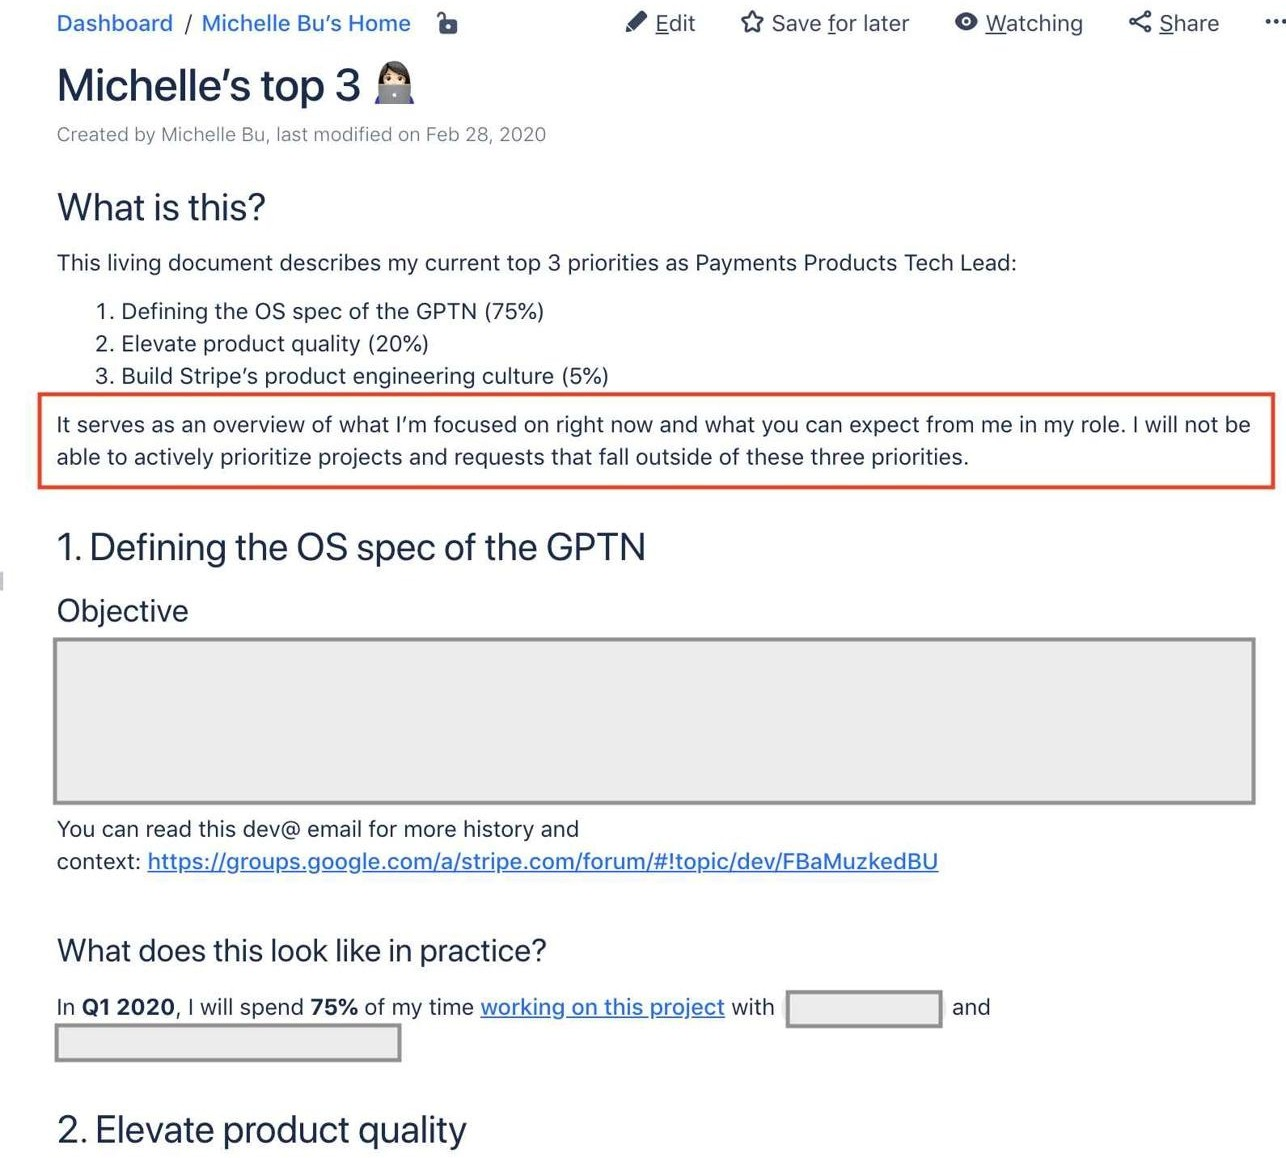 Dashboard / Michelle Bu's Home Edit Save for later Watching Share ...
Michelle's top 3
Created by Michelle Bu, last modified on Feb 28, 2020
What is this?
This living document describes my current top 3 priorities as Payments Products Tech Lead:
1. Defining the OS spec of the GPTN (75%)
2. Elevate product quality (20%)
3. Build Stripe's product engineering culture (5%)
It serves as an overview of what I'm focused on right now and what you can expect from me in my role. I will not be
able to actively prioritize projects and requests that fall outside of these three priorities.
1. Defining the OS spec of the GPTN
Objective
You can read this dev@ email for more history and
context: https://groups.google.com/a/stripe.com/forum/#!topic/dev/FBaMuzkedBU
What does this look like in practice?
In Q1 2020, I will spend 75% of my time working on this project with and
2. Elevate product quality